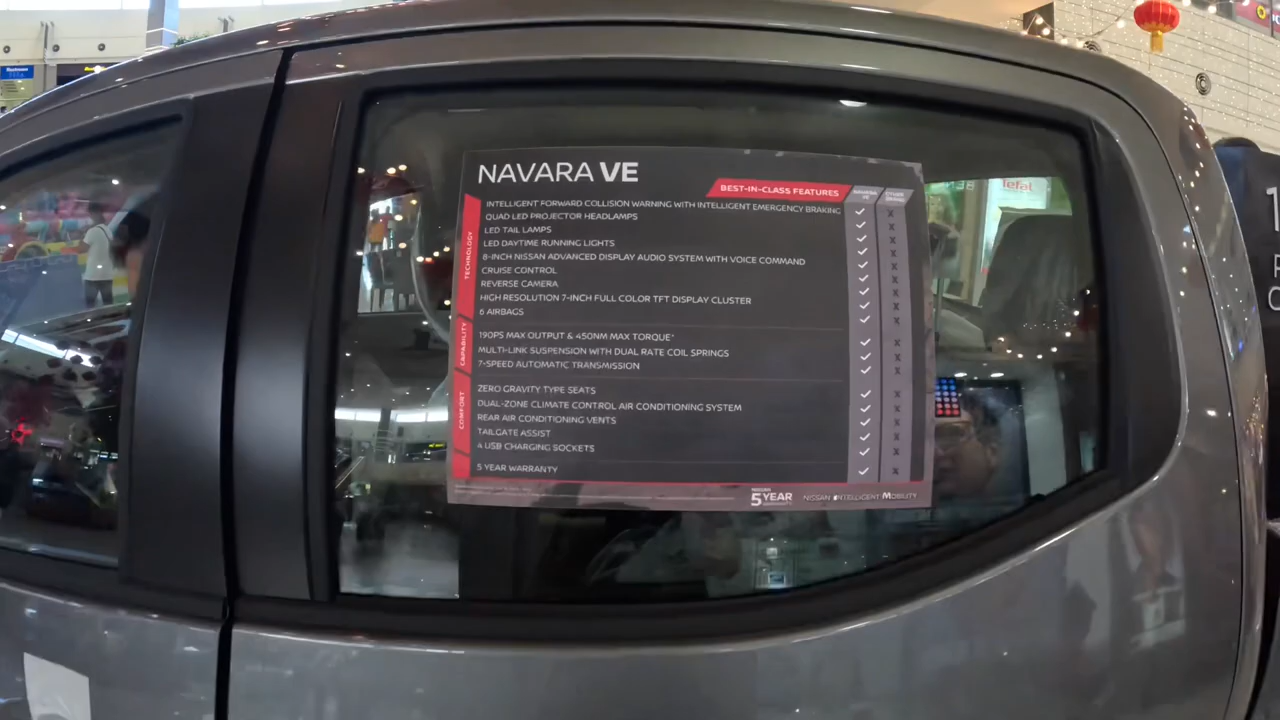 NAVARA VE
BEST-IN-CLASS FEATURES
NAVARA VE
TECHNOLOGY
INTELLIGENT FORWARD COLLISION WARNING WITH INTELLIGENT EMERGENCY BRAKING
QUAD LED PROJECTOR HEADLAMPS
LED TAIL LAMPS
LED DAYTIME RUNNING LIGHTS
8-INCH NISSAN ADVANCED DISPLAY AUDIO SYSTEM WITH VOICE COMMAND
CRUISE CONTROL
REVERSE CAMERA
HIGH RESOLUTION 7-INCH FULL COLOR TFT DISPLAY CLUSTER
6 AIRBAGS
CAPABILITY
190PS MAX OUTPUT & 450NM MAX TORQUE*
MULTI-LINK SUSPENSION WITH DUAL RATE COIL SPRINGS
7-SPEED AUTOMATIC TRANSMISSION
COMFORT
ZERO GRAVITY TYPE SEATS
DUAL-ZONE CLIMATE CONTROL AIR CONDITIONING SYSTEM
REAR AIR CONDITIONING VENTS
TAILGATE ASSIST
4 USB CHARGING SOCKETS
5 YEAR WARRANTY
5YEAR
NISSAN INTELLIGENT MOBILITY
Tefal